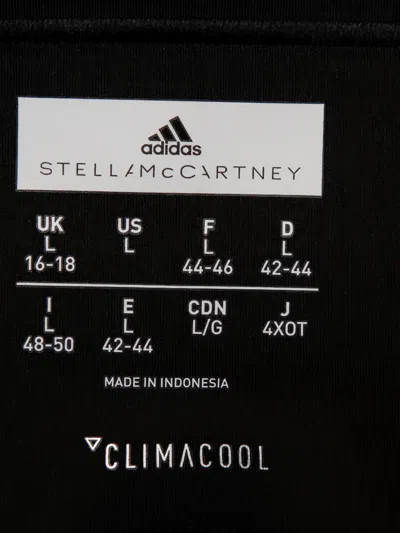 adidas
STELLAMcCARTNEY
UK US F D
L L L L
16-18 44-46 42-44
I E CDN J
L L L/G 4XOT
48-50 42-44
MADE IN INDONESIA
CLIMACOOL